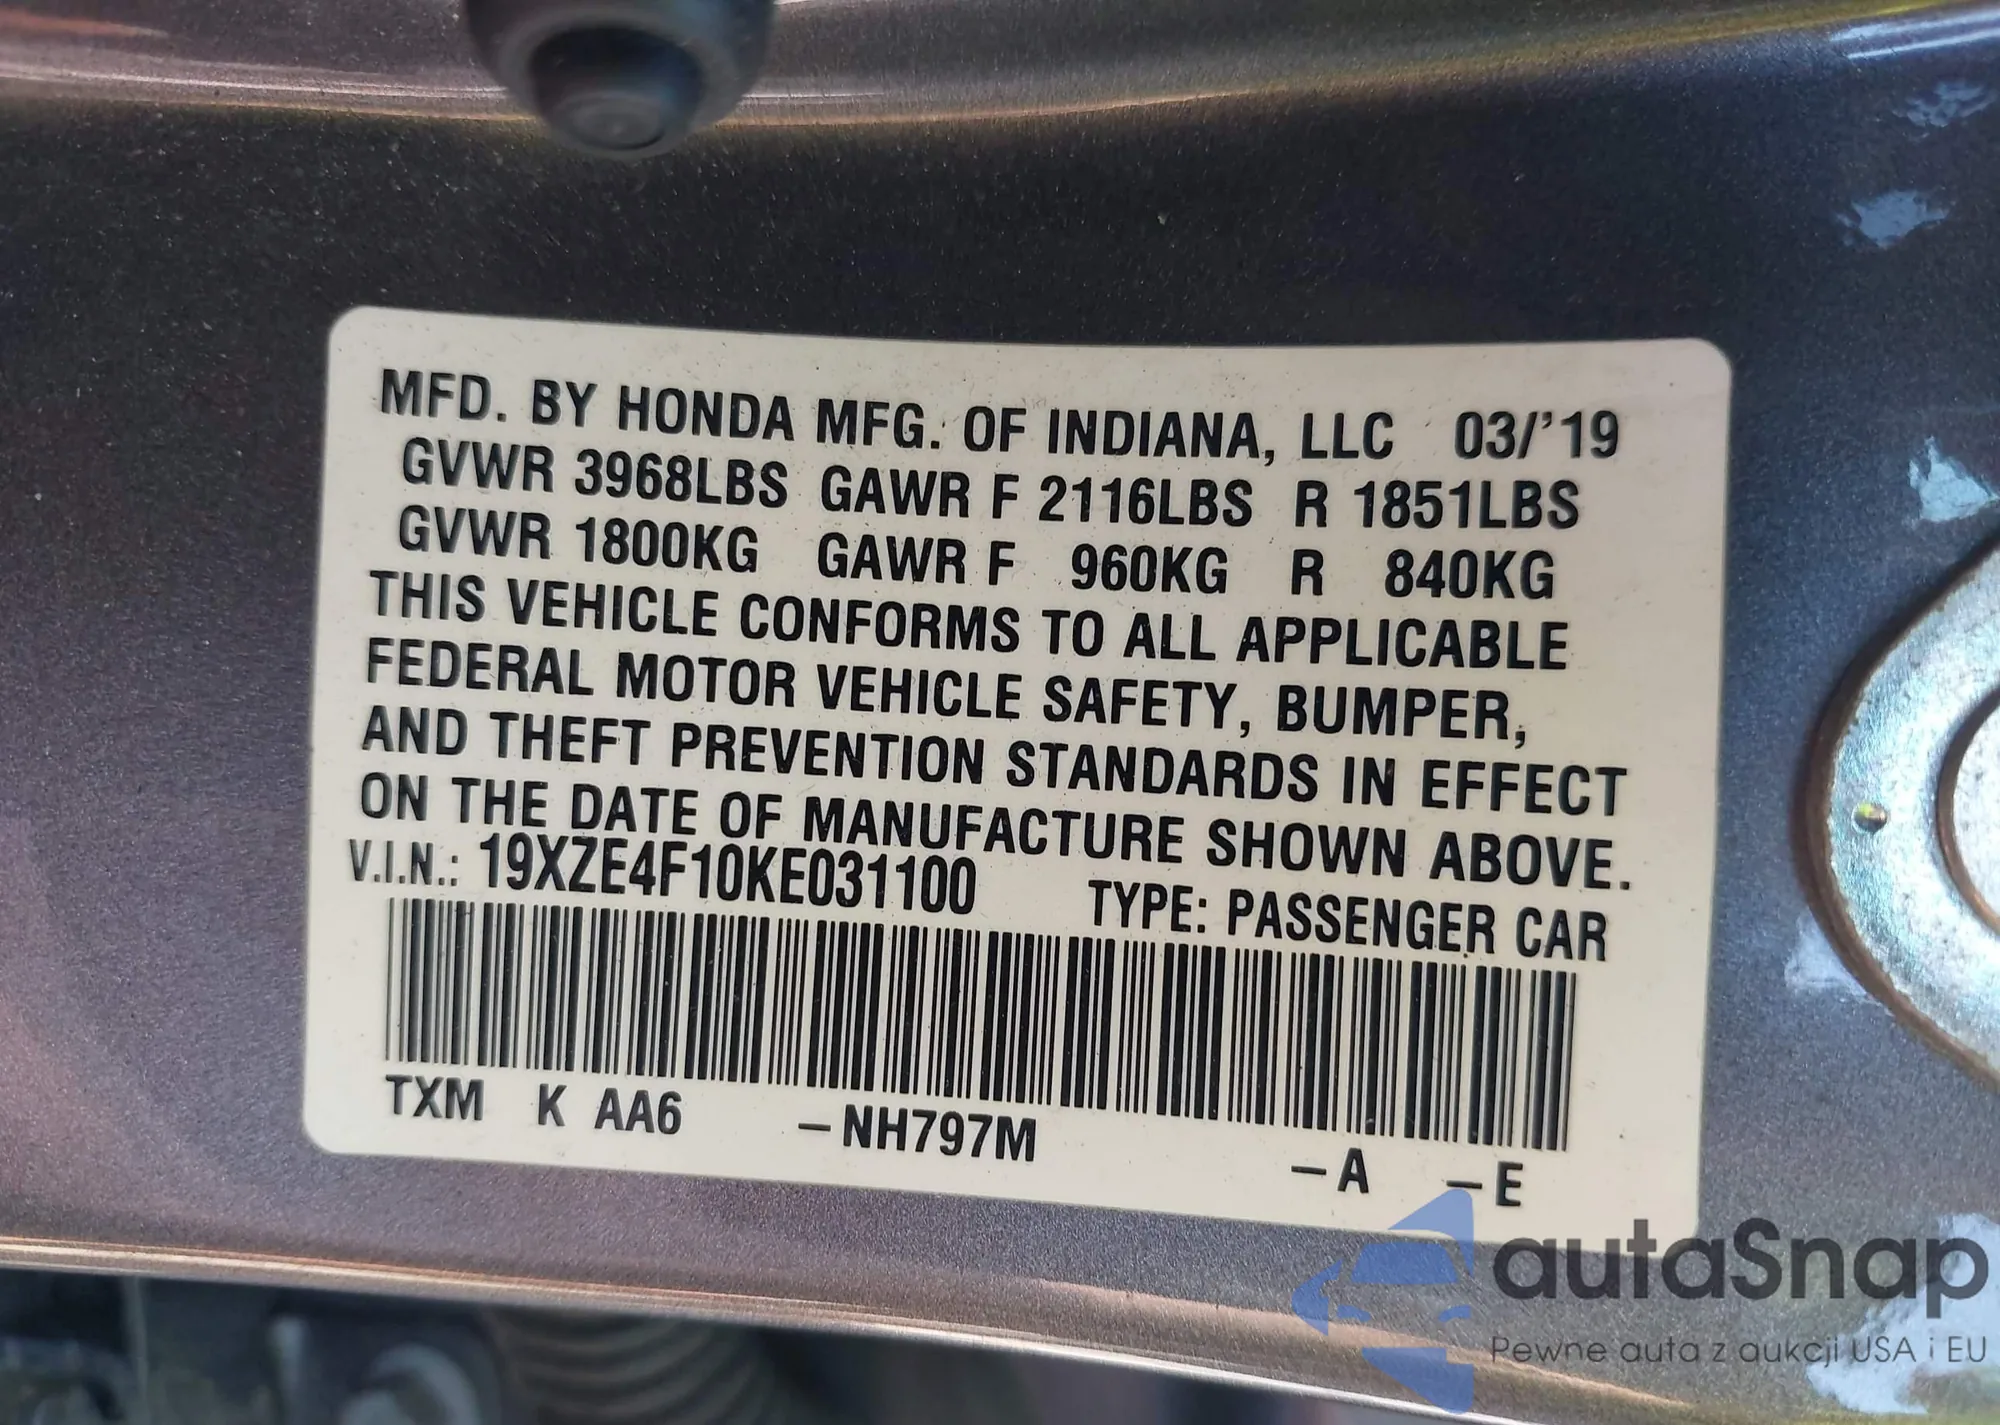 MFD. BY HONDA MFG. OF INDIANA, LLC 03/'19
GVWR 3968LBS GAWR F 2116LBS R 1851LBS
GVWR 1800KG GAWR F 960KG R 840KG
THIS VEHICLE CONFORMS TO ALL APPLICABLE
FEDERAL MOTOR VEHICLE SAFETY, BUMPER,
AND THEFT PREVENTION STANDARDS IN EFFECT
ON THE DATE OF MANUFACTURE SHOWN ABOVE.
V.I.N.: 19XZE4F10KE031100 TYPE: PASSENGER CAR
TXM K AA6 –NH797M –A –E
autaSnap
Pewne auta z aukcji USA i EU